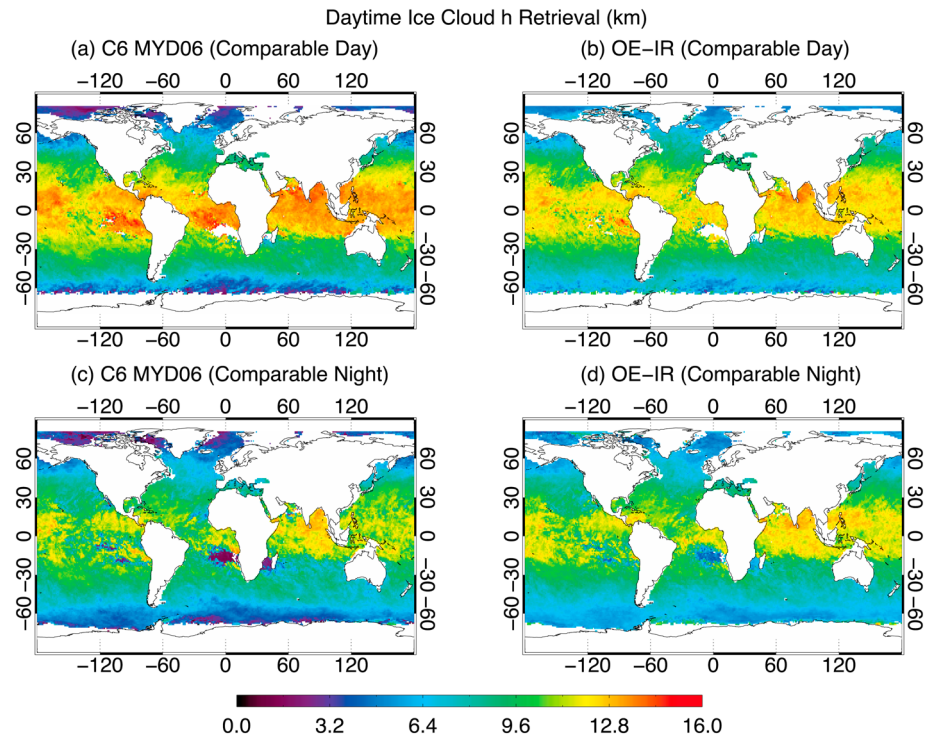 Daytime Ice Cloud h Retrieval (km)
(a) C6 MYD06 (Comparable Day)
−120 −60 0 60 120
60 30 0 −30 −60
60 30 0 −30 −60
−120 −60 0 60 120
(b) OE−IR (Comparable Day)
−120 −60 0 60 120
60 30 0 −30 −60
60 30 0 −30 −60
−120 −60 0 60 120
(c) C6 MYD06 (Comparable Night)
−120 −60 0 60 120
60 30 0 −30 −60
60 30 0 −30 −60
−120 −60 0 60 120
(d) OE−IR (Comparable Night)
−120 −60 0 60 120
60 30 0 −30 −60
60 30 0 −30 −60
−120 −60 0 60 120
0.0 3.2 6.4 9.6 12.8 16.0